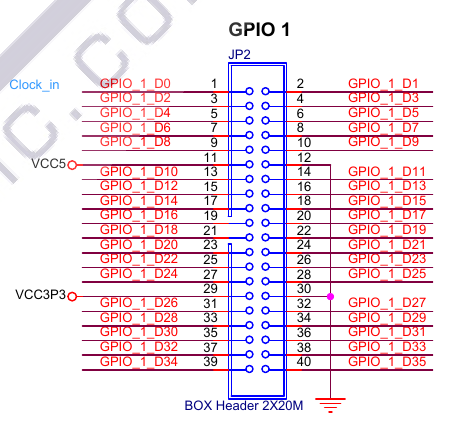 GPIO 1
JP2
Clock_in GPIO_1_D0 1 2 GPIO_1_D1
GPIO_1_D2 3 4 GPIO_1_D3
GPIO_1_D4 5 6 GPIO_1_D5
GPIO_1_D6 7 8 GPIO_1_D7
GPIO_1_D8 9 10 GPIO_1_D9
VCC5 11 12
GPIO_1_D10 13 14 GPIO_1_D11
GPIO_1_D12 15 16 GPIO_1_D13
GPIO_1_D14 17 18 GPIO_1_D15
GPIO_1_D16 19 20 GPIO_1_D17
GPIO_1_D18 21 22 GPIO_1_D19
GPIO_1_D20 23 24 GPIO_1_D21
GPIO_1_D22 25 26 GPIO_1_D23
GPIO_1_D24 27 28 GPIO_1_D25
VCC3P3 29 30
GPIO_1_D26 31 32 GPIO_1_D27
GPIO_1_D28 33 34 GPIO_1_D29
GPIO_1_D30 35 36 GPIO_1_D31
GPIO_1_D32 37 38 GPIO_1_D33
GPIO_1_D34 39 40 GPIO_1_D35
BOX Header 2X20M
ic.com